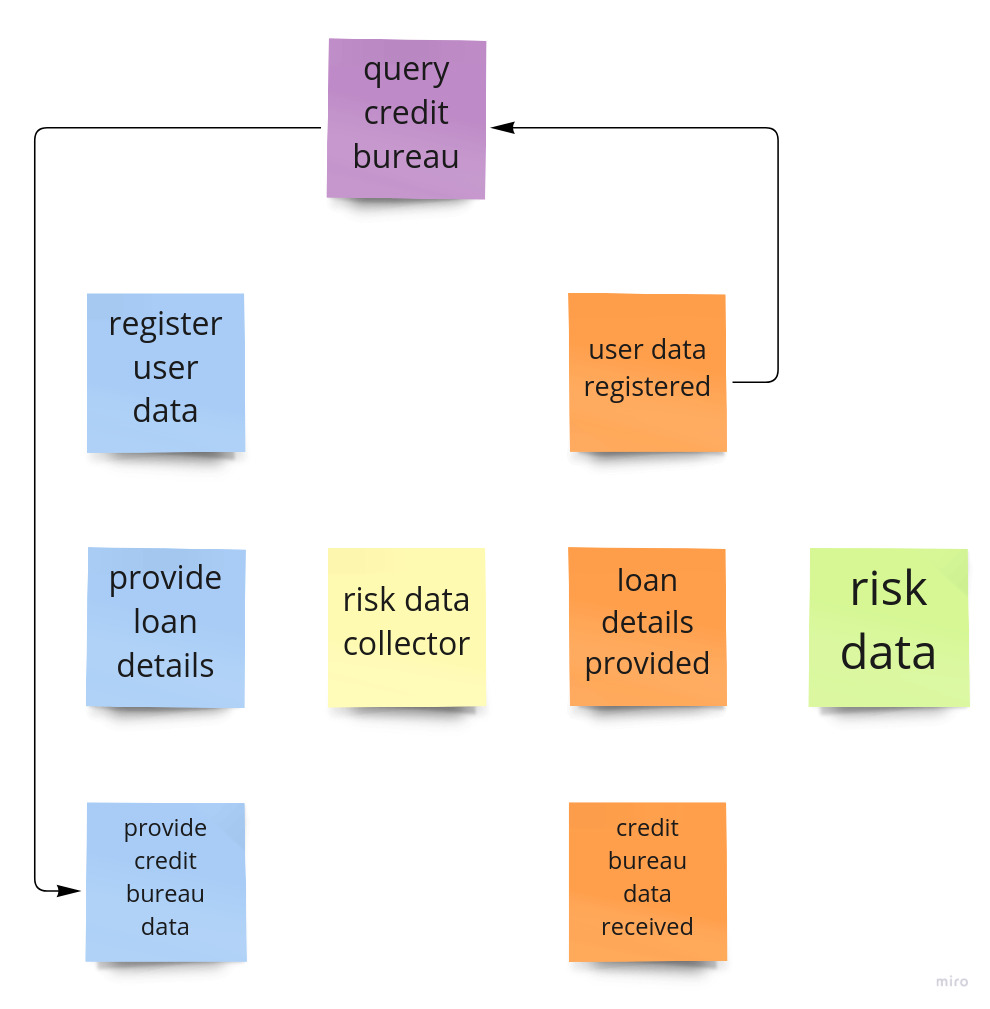 query
credit
bureau
register
user
data
user data
registered
provide
loan
details
risk data
collector
loan
details
provided
risk
data
provide
credit
bureau
data
credit
bureau
data
received
miro